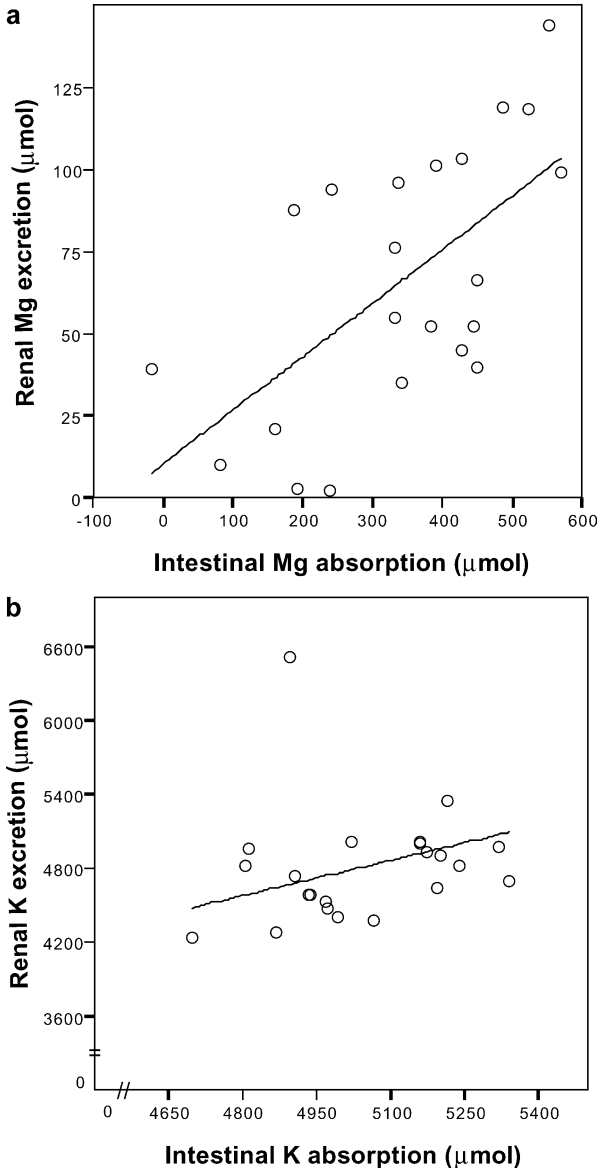 a
Renal Mg excretion (μmol)
125
100
75
50
25
0
-100 0 100 200 300 400 500 600
Intestinal Mg absorption (μmol)
b
Renal K excretion (μmol)
6600
6000
5400
4800
4200
3600
0
0 4650 4800 4950 5100 5250 5400
Intestinal K absorption (μmol)